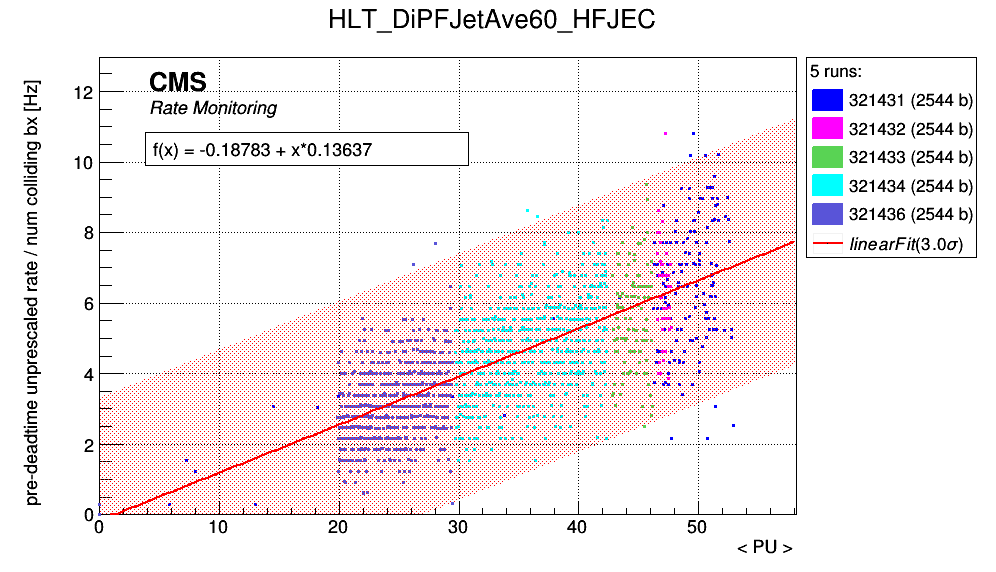 HLT_DiPFJetAve60_HFJEC
pre-deadtime unprescaled rate / num colliding bx [Hz]
CMS
Rate Monitoring
f(x) = -0.18783 + x*0.13637
12
10
8
6
4
2
0
0 10 20 30 40 50
< PU >
5 runs:
321431 (2544 b)
321432 (2544 b)
321433 (2544 b)
321434 (2544 b)
321436 (2544 b)
linearFit(3.0σ)